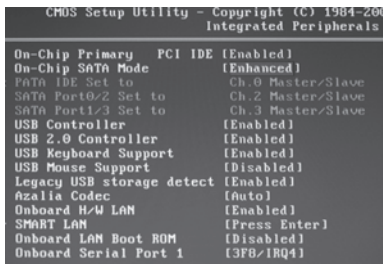 CMOS Setup Utility - Copyright (C) 1984-20
Integrated Peripherals
On-Chip Primary PCI IDE [Enabled]
On-Chip SATA Mode [Enhanced]
PATA IDE Set to Ch.0 Master/Slave
SATA Port0/2 Set to Ch.2 Master/Slave
SATA Port1/3 Set to Ch.3 Master/Slave
USB Controller [Enabled]
USB 2.0 Controller [Enabled]
USB Keyboard Support [Enabled]
USB Mouse Support [Disabled]
Legacy USB storage detect [Enabled]
Azalia Codec [Auto]
Onboard H/W LAN [Enabled]
SMART LAN [Press Enter]
Onboard LAN Boot ROM [Disabled]
Onboard Serial Port 1 [3F8/IRQ4]